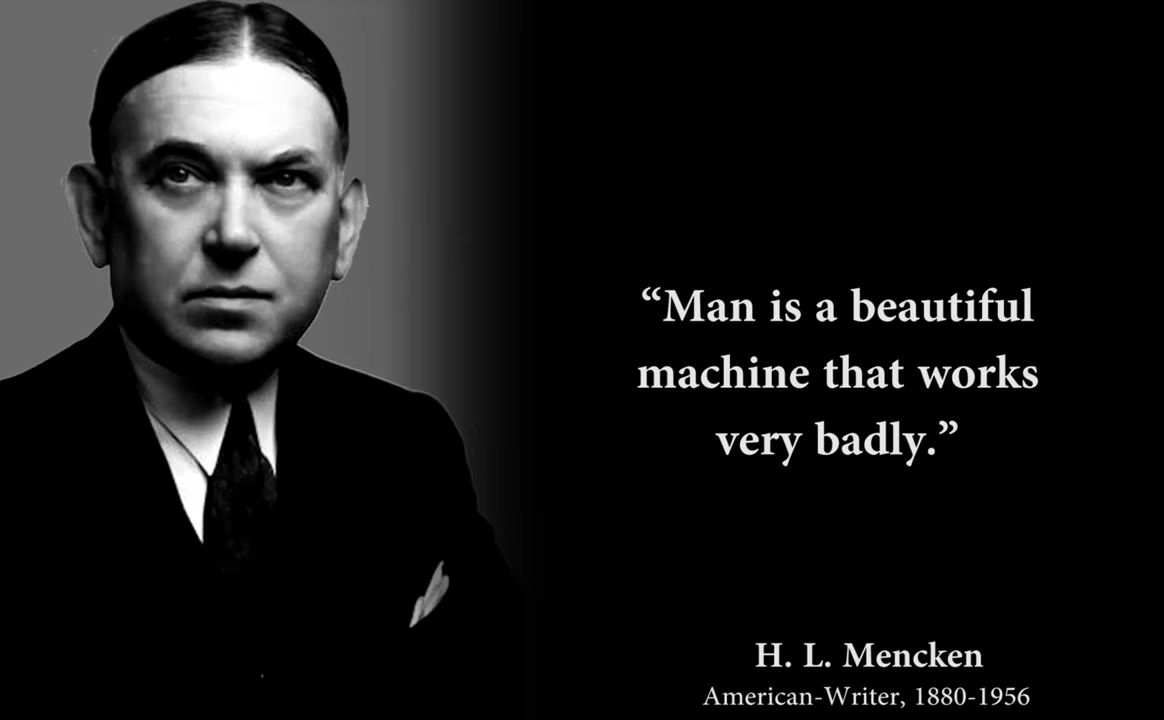 “Man is a beautiful
machine that works
very badly.”
H. L. Mencken
American-Writer, 1880-1956